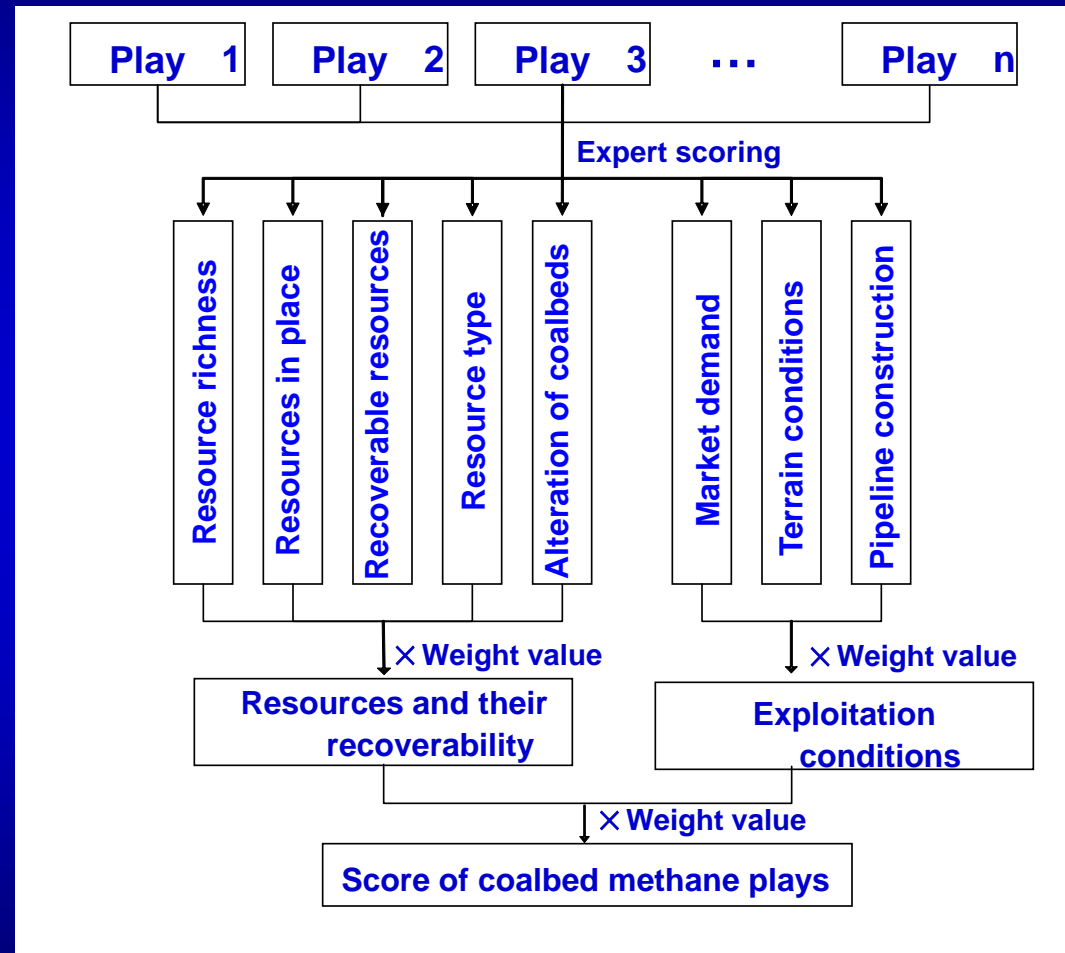 Play 1
Play 2
Play 3
...
Play n
Expert scoring
Resource richness
Resources in place
Recoverable resources
Resource type
Alteration of coalbeds
Market demand
Terrain conditions
Pipeline construction
× Weight value
× Weight value
Resources and their
recoverability
Exploitation
conditions
× Weight value
Score of coalbed methane plays